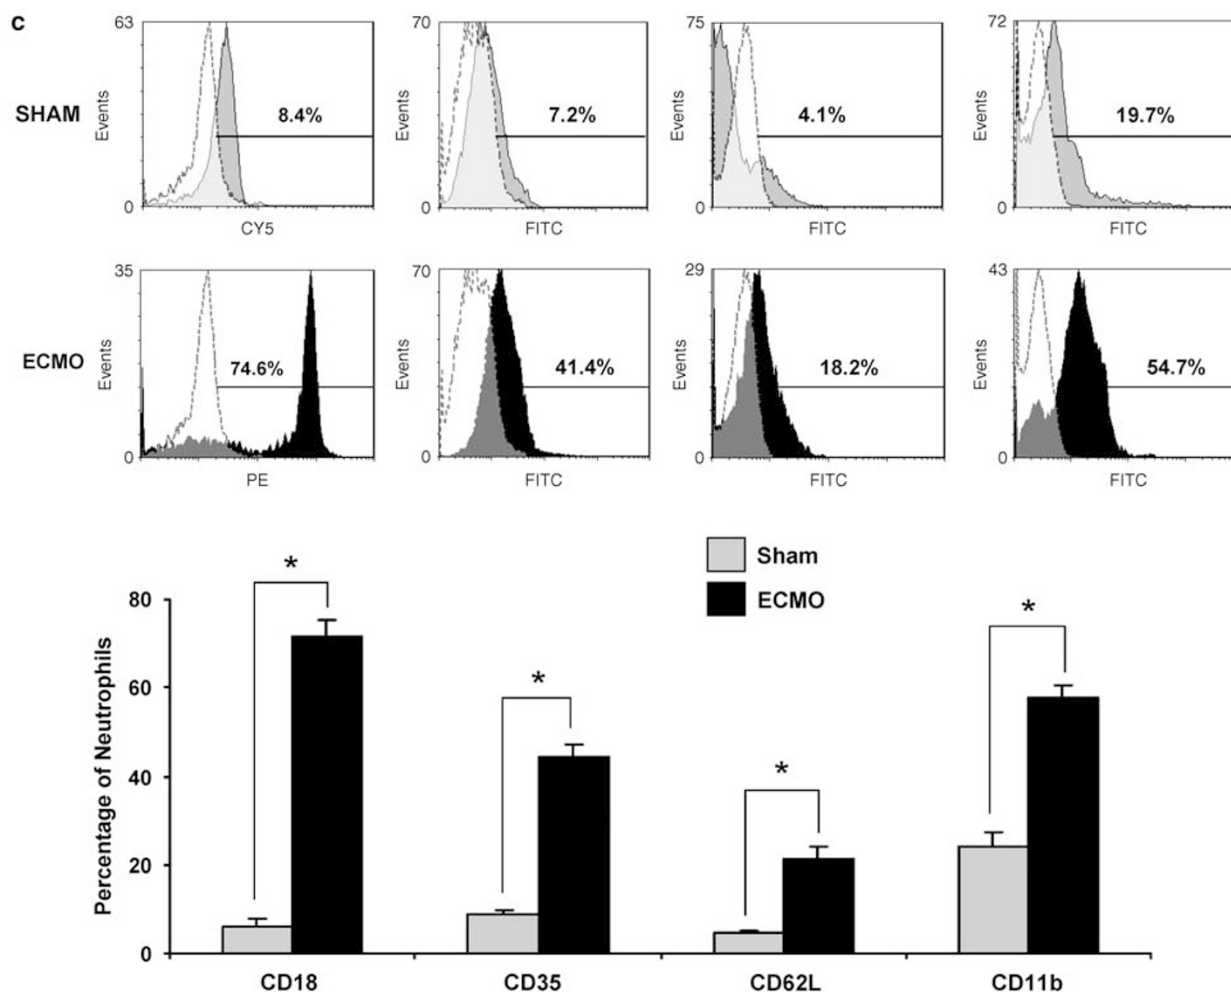 c
63
70
75
72
SHAM
Events
8.4%
Events
7.2%
Events
4.1%
Events
19.7%
0
0
0
0
CY5
FITC
FITC
FITC
35
70
29
43
ECMO
Events
74.6%
Events
41.4%
Events
18.2%
Events
54.7%
0
0
0
0
PE
FITC
FITC
FITC
Sham
ECMO
*
*
*
*
Percentage of Neutrophils
80
60
40
20
0
CD18
CD35
CD62L
CD11b